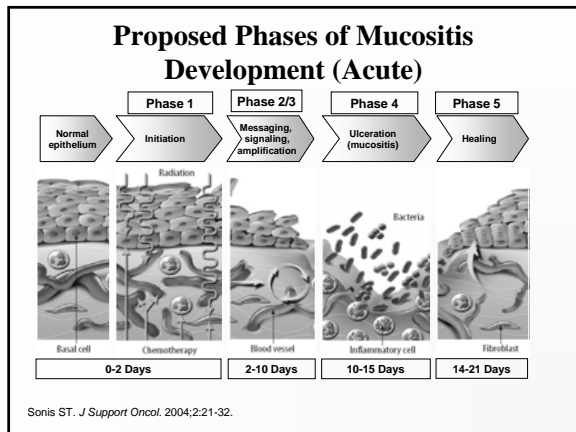 Proposed Phases of Mucositis
Development (Acute)
Phase 1
Phase 2/3
Phase 4
Phase 5
Normal
epithelium
Initiation
Messaging,
signaling,
amplification
Ulceration
(mucositis)
Healing
Radiation
Bacteria
Basal cell
Chemotherapy
Blood vessel
Inflammatory cell
Fibroblast
0-2 Days
2-10 Days
10-15 Days
14-21 Days
Sonis ST. J Support Oncol. 2004;2:21-32.